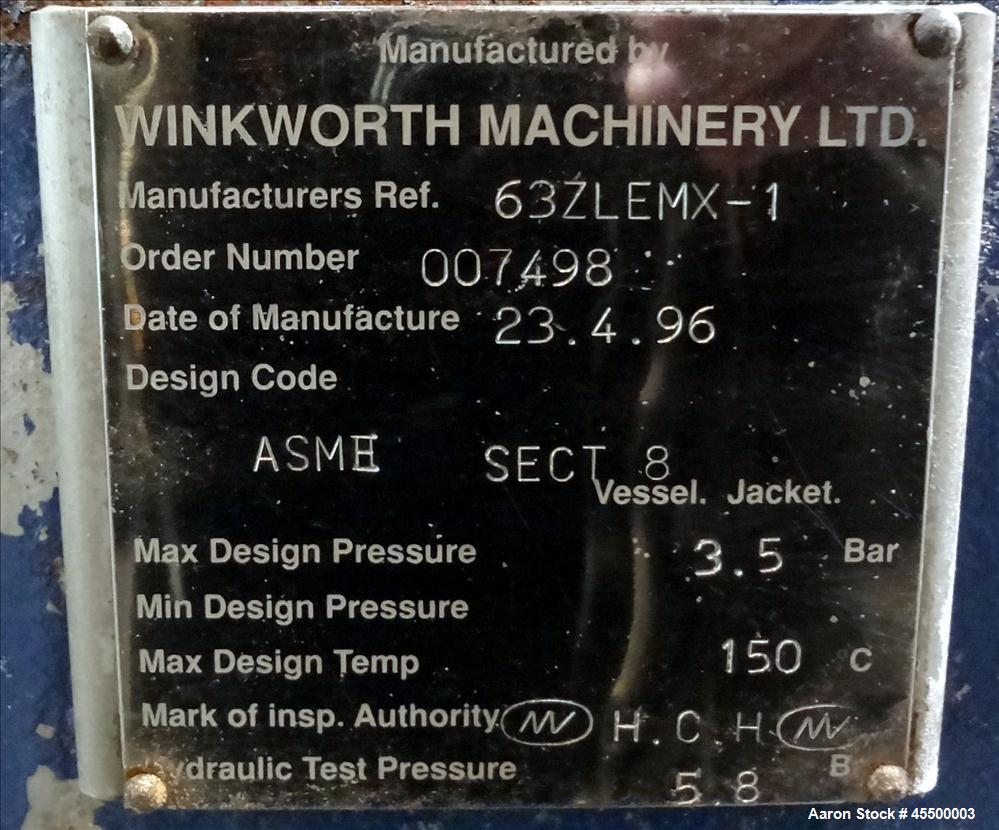 Manufactured by
WINKWORTH MACHINERY LTD.
Manufacturers Ref. 63ZLEMX-1
Order Number 007498
Date of Manufacture 23.4.96
Design Code
ASME SECT 8
Vessel. Jacket.
Max Design Pressure 3.5 Bar
Min Design Pressure
Max Design Temp 150 °C
Mark of insp. Authority H.C.H
Hydraulic Test Pressure 5.8 B
Aaron Stock # 45500003